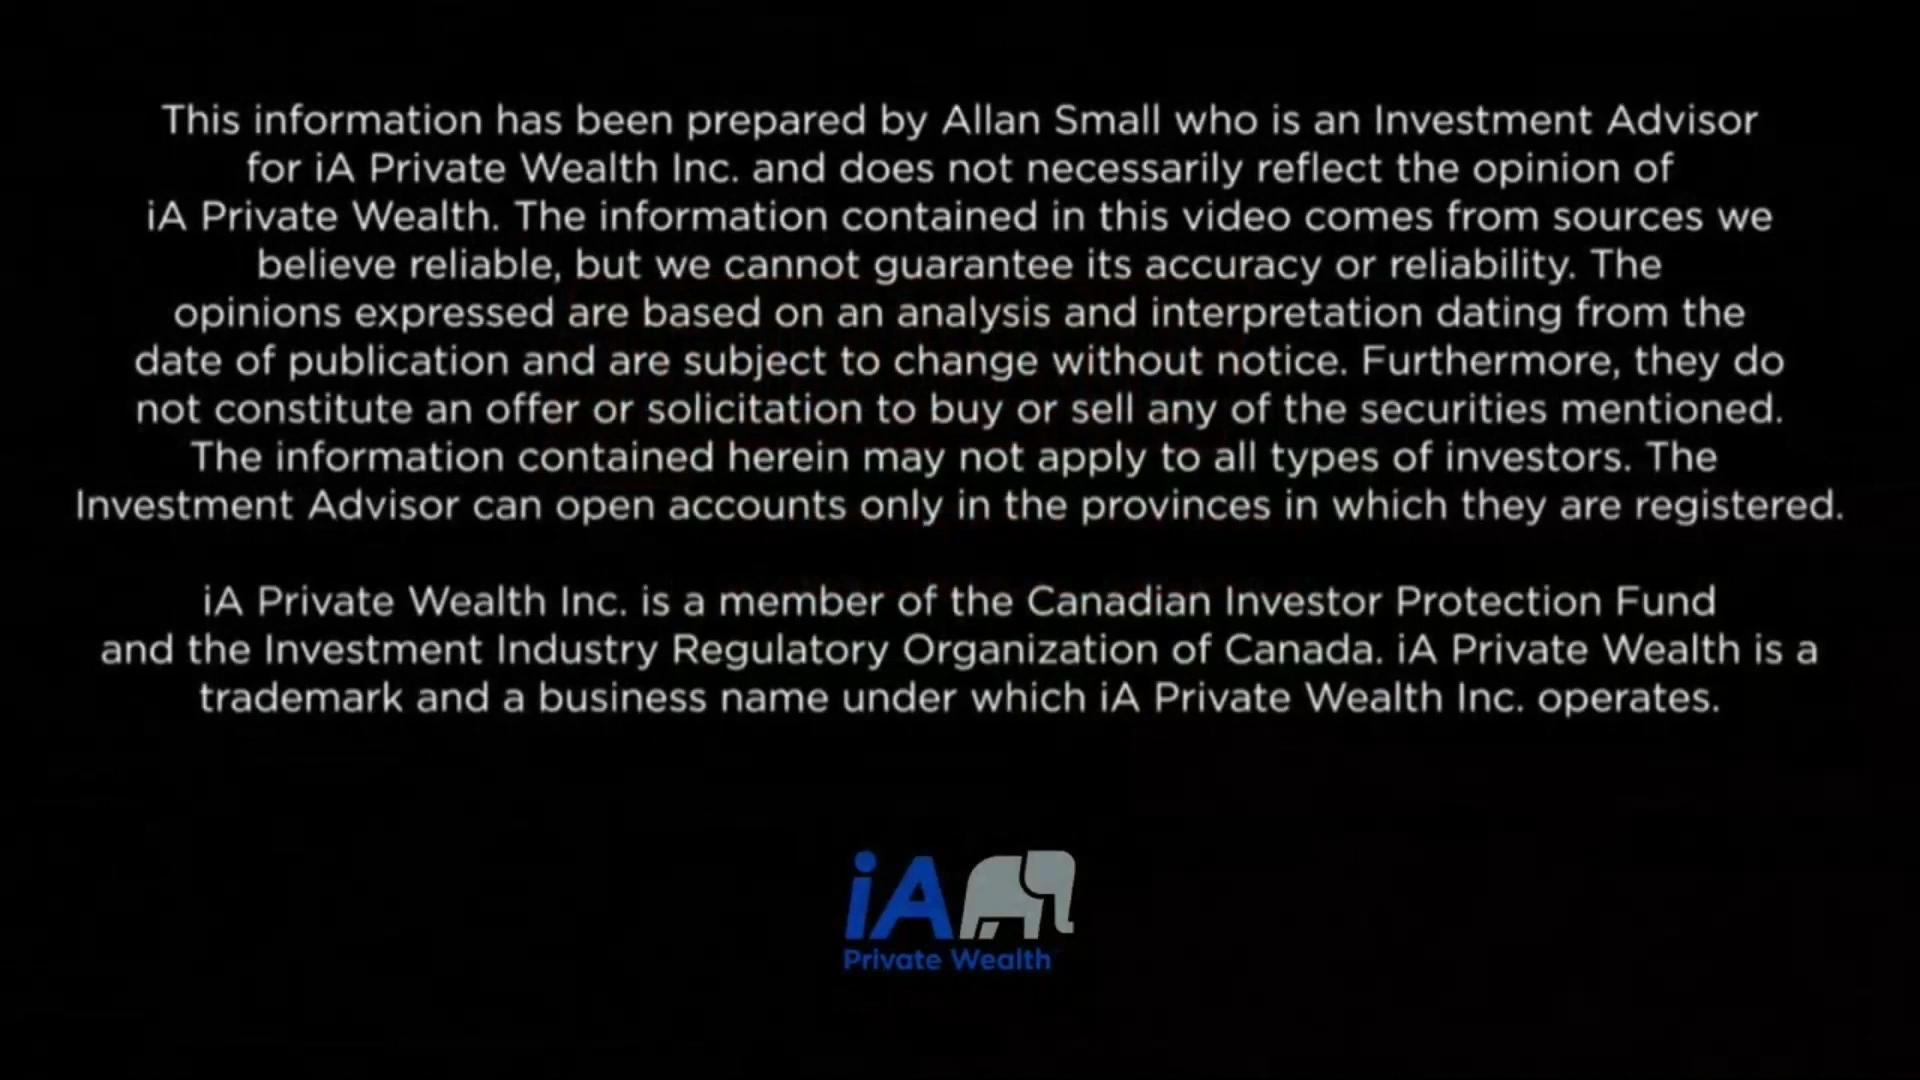 This information has been prepared by Allan Small who is an Investment Advisor
for iA Private Wealth Inc. and does not necessarily reflect the opinion of
iA Private Wealth. The information contained in this video comes from sources we
believe reliable, but we cannot guarantee its accuracy or reliability. The
opinions expressed are based on an analysis and interpretation dating from the
date of publication and are subject to change without notice. Furthermore, they do
not constitute an offer or solicitation to buy or sell any of the securities mentioned.
The information contained herein may not apply to all types of investors. The
Investment Advisor can open accounts only in the provinces in which they are registered.
iA Private Wealth Inc. is a member of the Canadian Investor Protection Fund
and the Investment Industry Regulatory Organization of Canada. iA Private Wealth is a
trademark and a business name under which iA Private Wealth Inc. operates.
iA
Private Wealth